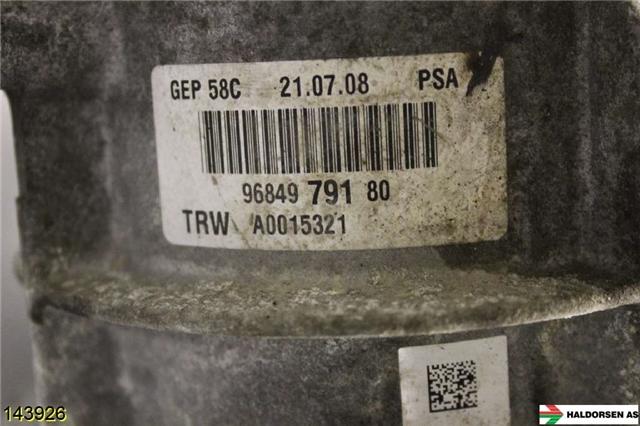 GEP 58C 21.07.08 PSA
96849 791 80
TRW A0015321
143926
HALDORSEN AS